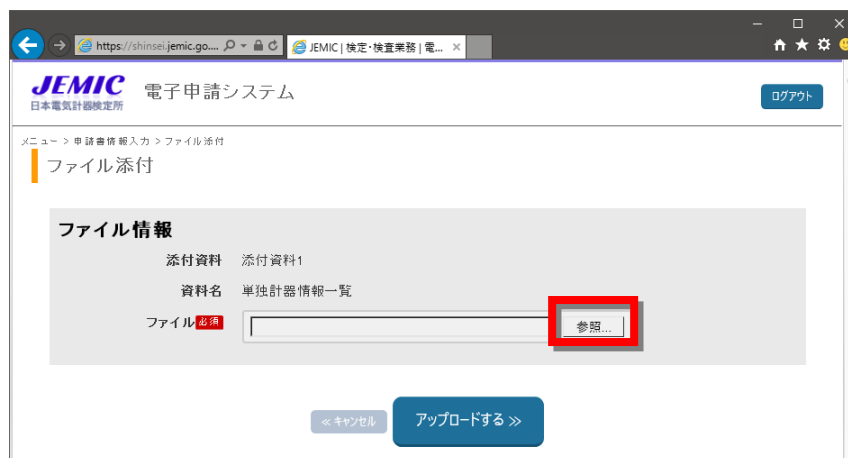 https://shinsei.jemic.go....
JEMIC | 検定・検査業務 | 電...
JEMIC
日本電気計器検定所
電子申請システム
ログアウト
メニュー > 申請書情報入力 > ファイル添付
ファイル添付
ファイル情報
添付資料 添付資料1
資料名 単独計器情報一覧
ファイル 必須 参照...
≪ キャンセル アップロードする ≫